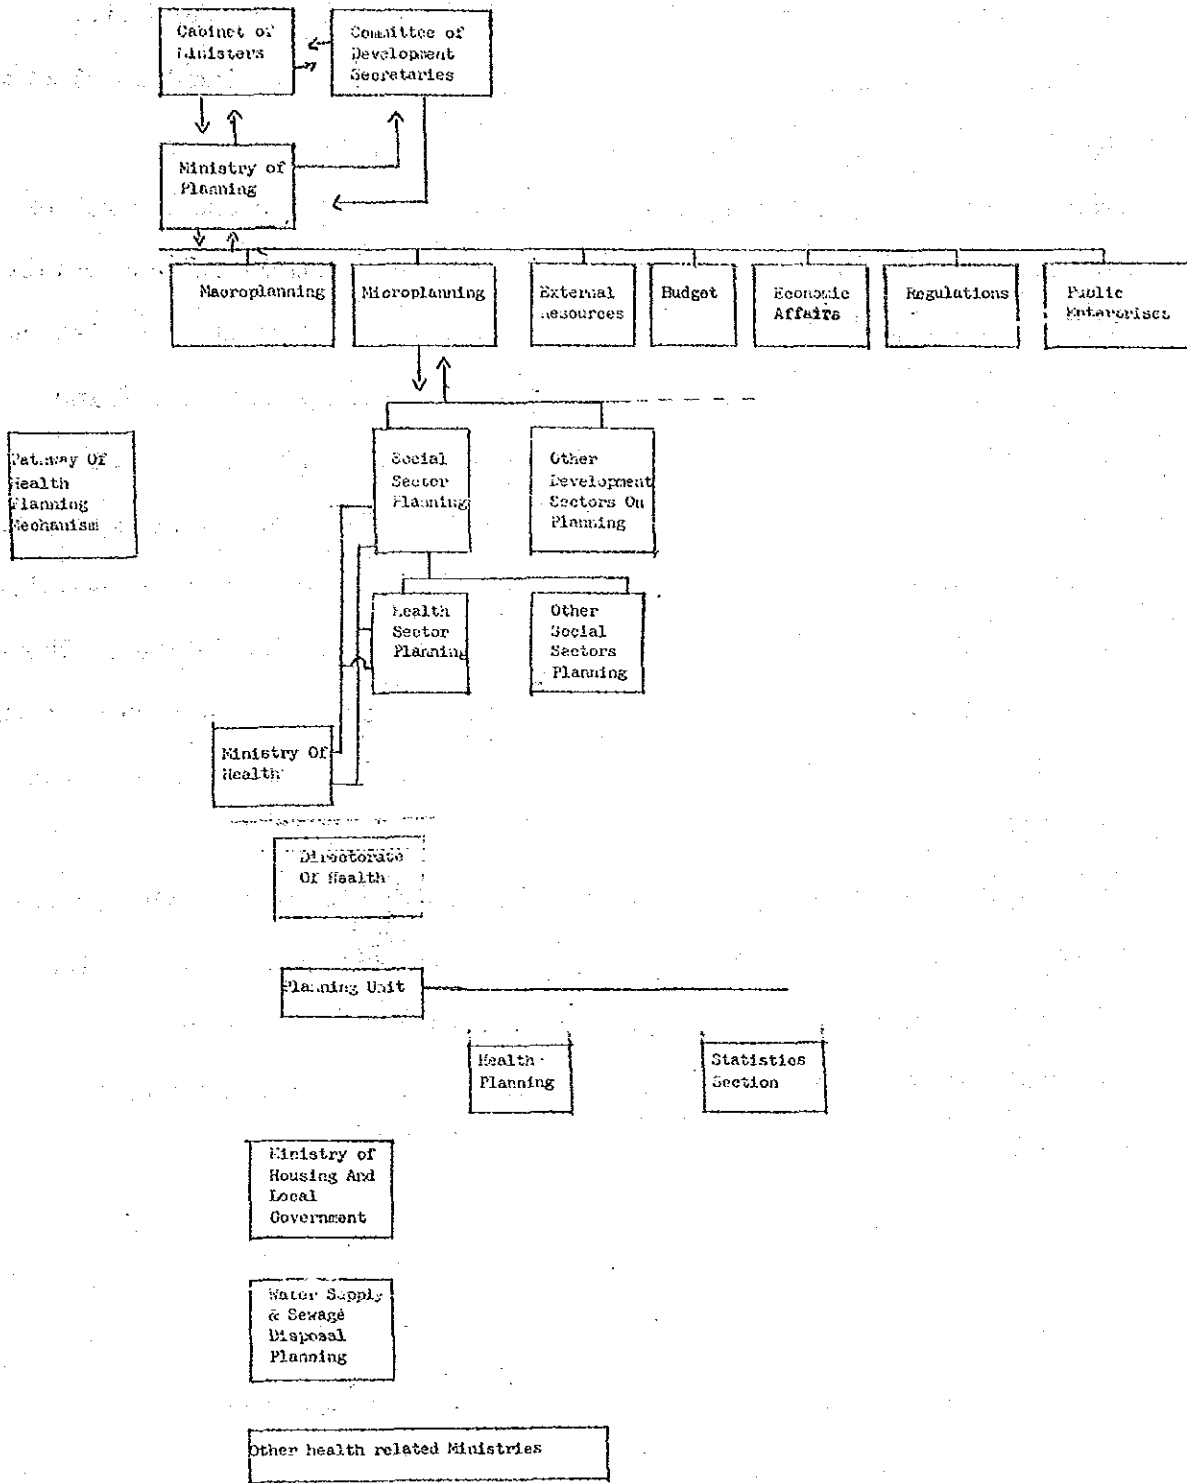 Cabinet of
Ministers
Committee of
Development
Secretaries
Ministry of
Planning
Macroplanning
Microplanning
External
Resources
Budget
Economic
Affairs
Regulations
Public
Enterprises
Pathway Of
Health
Planning
Mechanism
Social
Sector
Planning
Other
Development
Sectors On
Planning
Health
Sector
Planning
Other
Social
Sectors
Planning
Ministry Of
Health
Directorate
Of Health
Planning Unit
Health
Planning
Statistics
Section
Ministry of
Housing And
Local
Government
Water Supply
& Sewage
Disposal
Planning
Other health related Ministries